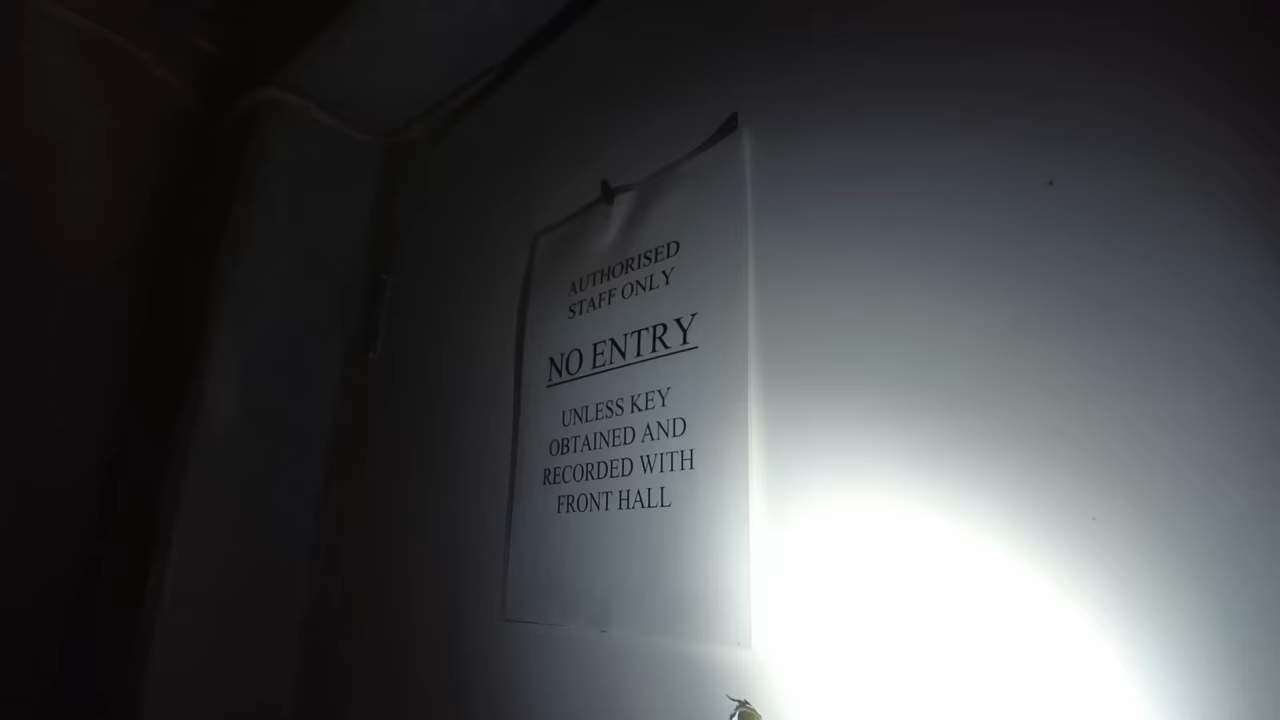 AUTHORISED
STAFF ONLY
NO ENTRY
UNLESS KEY
OBTAINED AND
RECORDED WITH
FRONT HALL